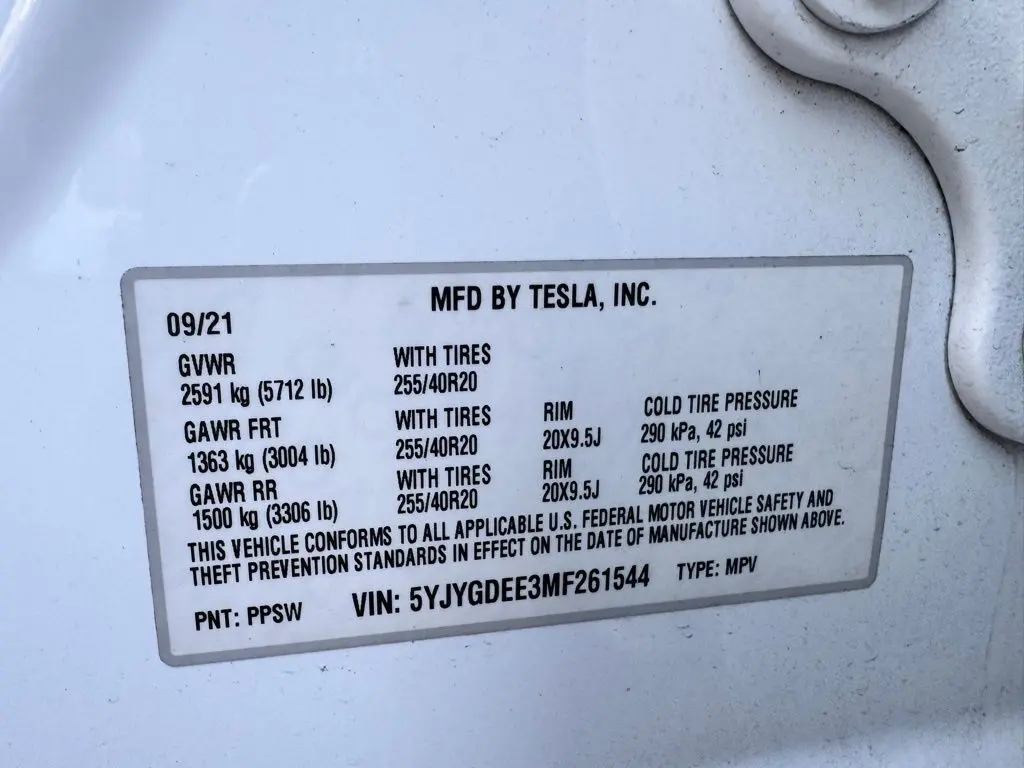 MFD BY TESLA, INC.
09/21
GVWR
2591 kg (5712 lb)
WITH TIRES
255/40R20
GAWR FRT
1363 kg (3004 lb)
WITH TIRES
255/40R20
RIM
20X9.5J
COLD TIRE PRESSURE
290 kPa, 42 psi
GAWR RR
1500 kg (3306 lb)
WITH TIRES
255/40R20
RIM
20X9.5J
COLD TIRE PRESSURE
290 kPa, 42 psi
THIS VEHICLE CONFORMS TO ALL APPLICABLE U.S. FEDERAL MOTOR VEHICLE SAFETY AND
THEFT PREVENTION STANDARDS IN EFFECT ON THE DATE OF MANUFACTURE SHOWN ABOVE.
PNT: PPSW
VIN: 5YJYGDEE3MF261544
TYPE: MPV